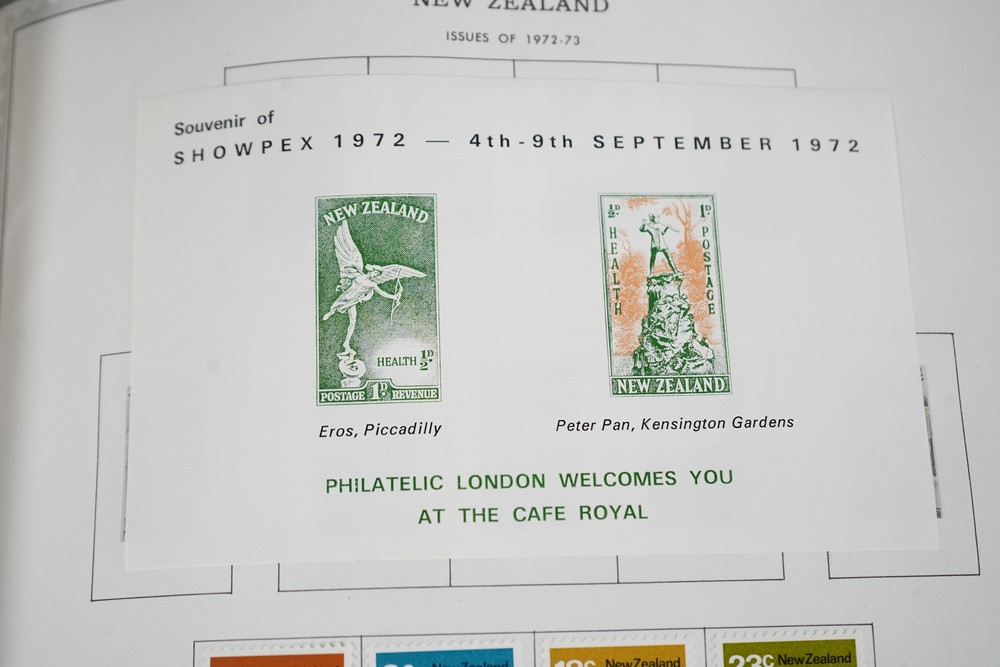 NEW ZEALAND
ISSUES OF 1972-73
Souvenir of
SHOWPEX 1972 — 4th-9th SEPTEMBER 1972
NEW ZEALAND
HEALTH ½D
POSTAGE 1D REVENUE
½D 1D
HEALTH
POSTAGE
NEW ZEALAND
Eros, Piccadilly
Peter Pan, Kensington Gardens
PHILATELIC LONDON WELCOMES YOU
AT THE CAFE ROYAL
New Zealand
18c New Zealand
23c New Zealand